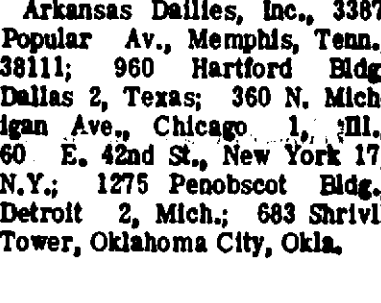 Arkansas Dailies, Inc., 3387
Popular Av., Memphis, Tenn.
38111; 960 Hartford Bldg
Dallas 2, Texas; 360 N. Mich
igan Ave., Chicago 1, Ill.
60 E. 42nd St., New York 17
N.Y.; 1275 Penobscot Bldg.,
Detroit 2, Mich.; 683 Shrivl
Tower, Oklahoma City, Okla.